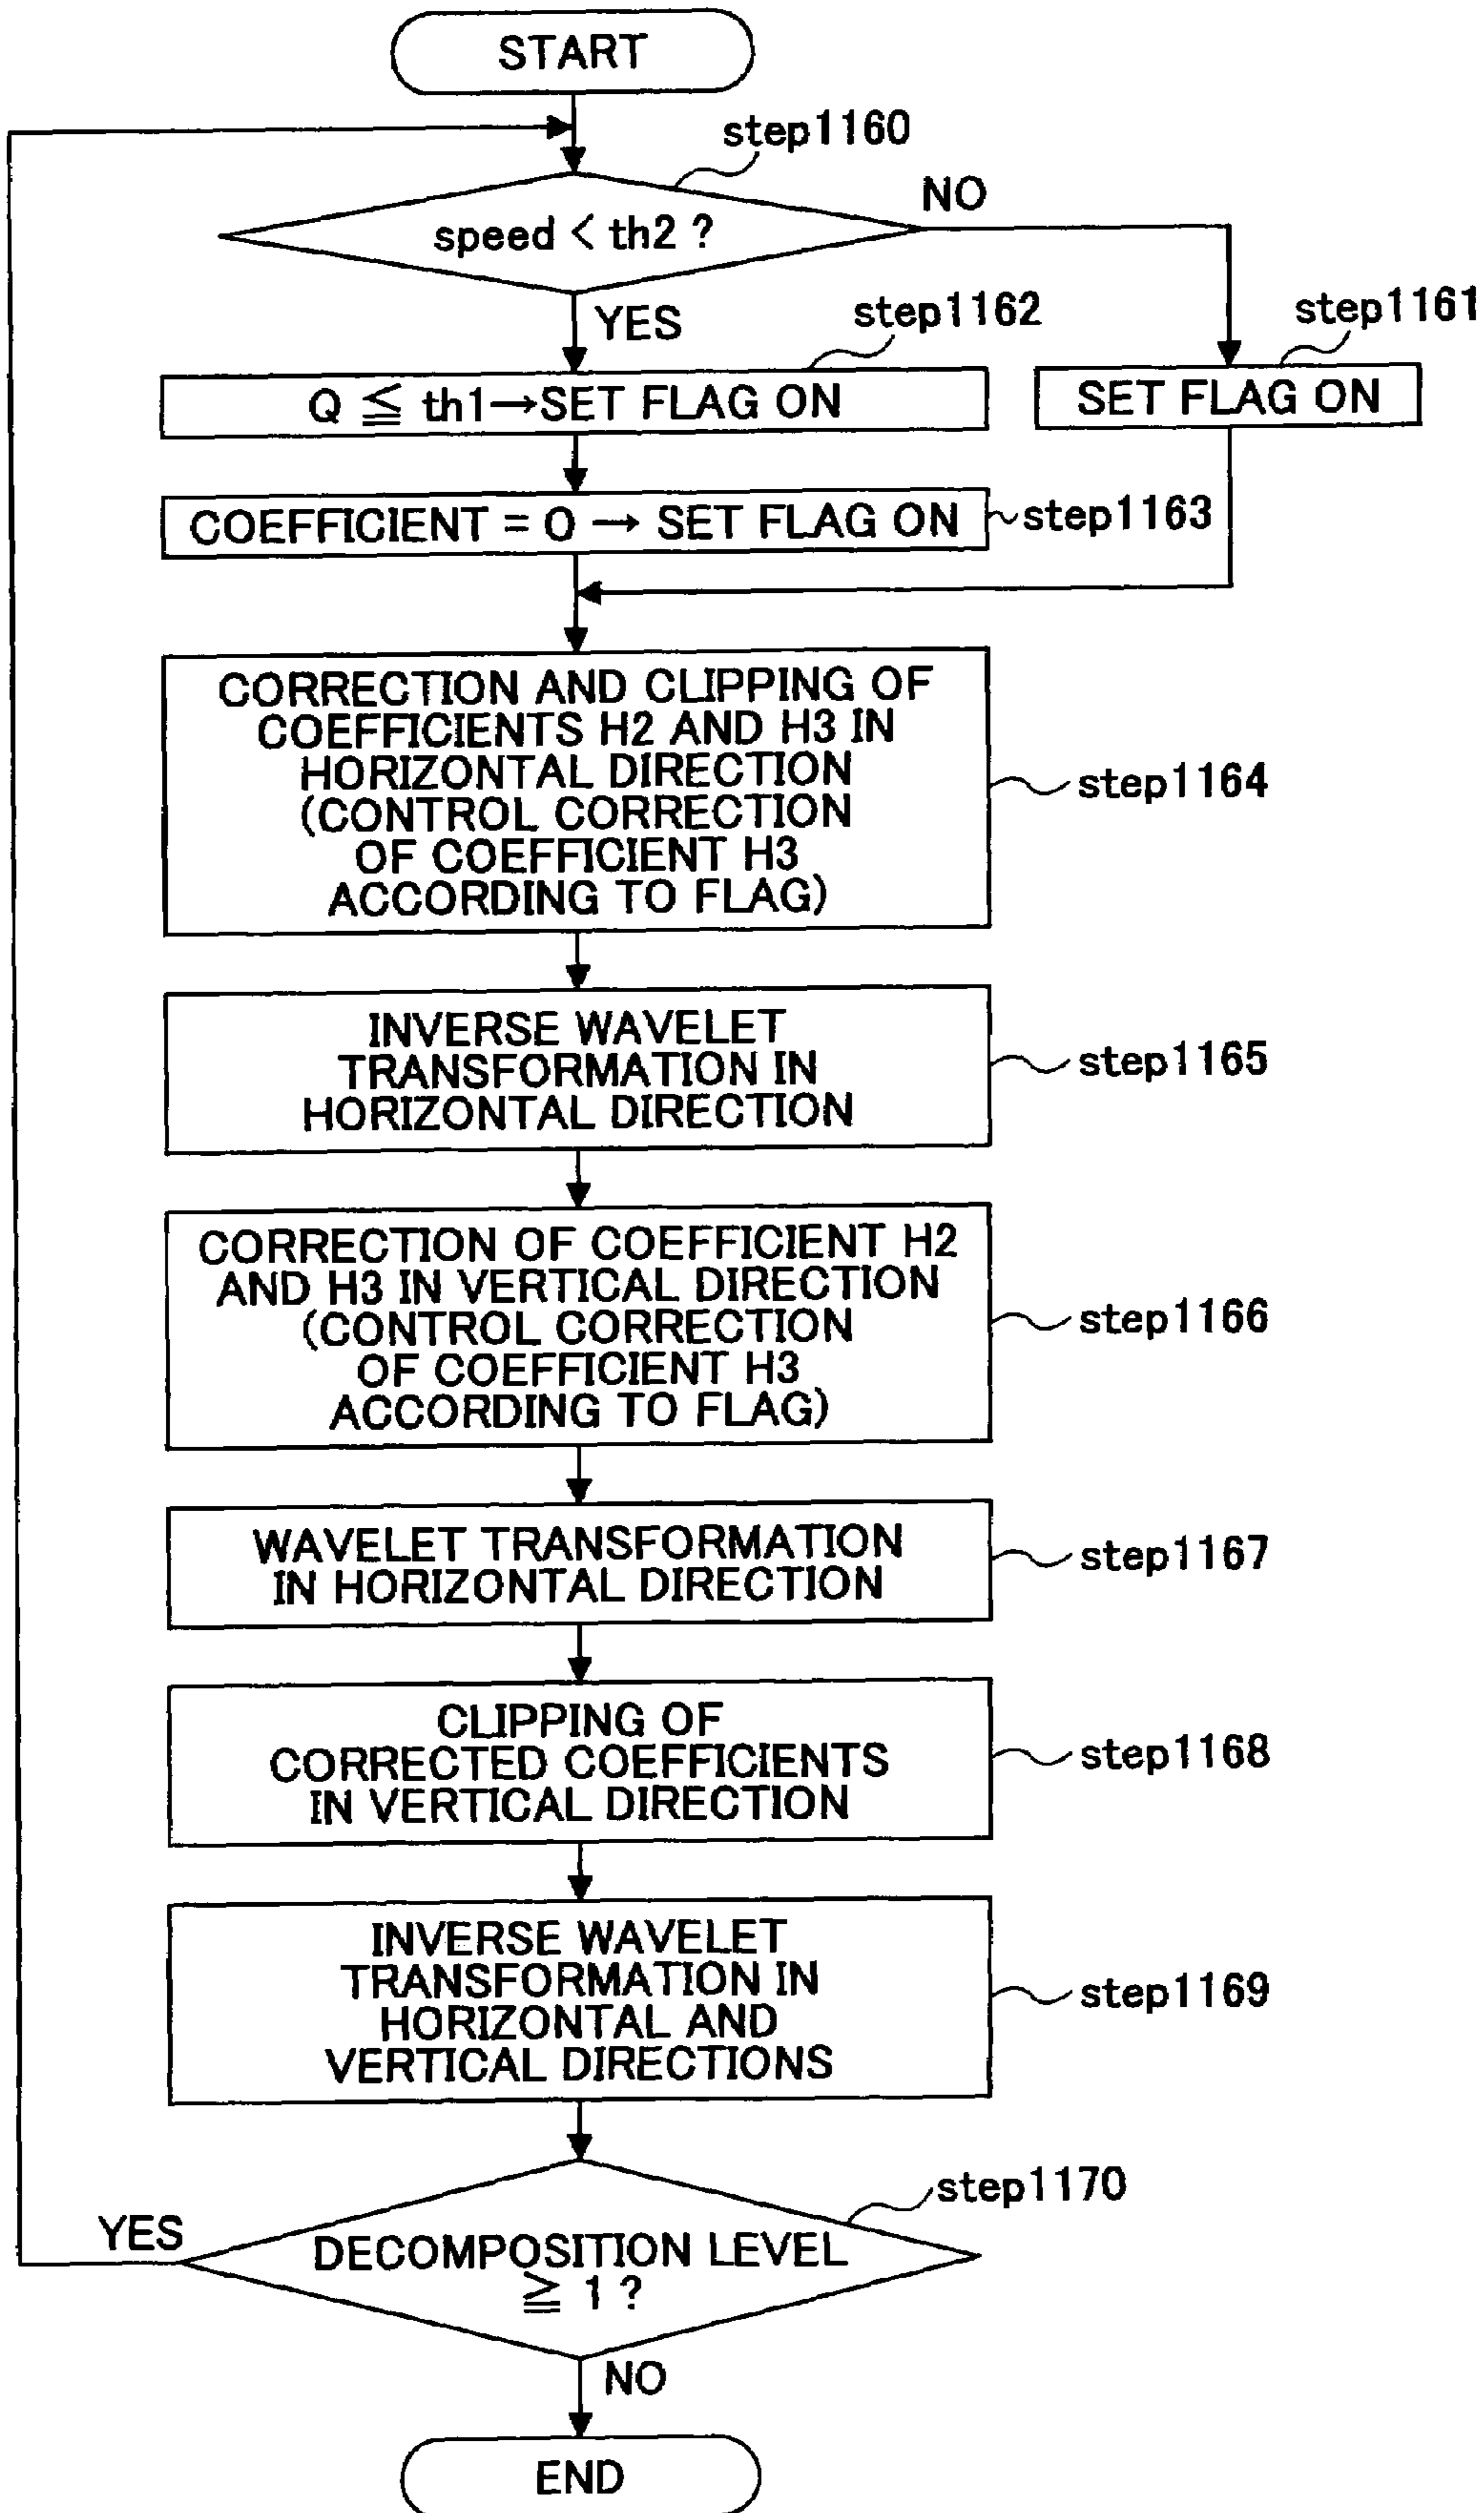 START
step1160
NO
speed < th2 ?
YES
step1162
step1161
Q ≦ th1→SET FLAG ON
SET FLAG ON
COEFFICIENT = 0 → SET FLAG ON
step1163
CORRECTION AND CLIPPING OF
COEFFICIENTS H2 AND H3 IN
HORIZONTAL DIRECTION
(CONTROL CORRECTION
OF COEFFICIENT H3
ACCORDING TO FLAG)
step1164
INVERSE WAVELET
TRANSFORMATION IN
HORIZONTAL DIRECTION
step1165
CORRECTION OF COEFFICIENT H2
AND H3 IN VERTICAL DIRECTION
(CONTROL CORRECTION
OF COEFFICIENT H3
ACCORDING TO FLAG)
step1166
WAVELET TRANSFORMATION
IN HORIZONTAL DIRECTION
step1167
CLIPPING OF
CORRECTED COEFFICIENTS
IN VERTICAL DIRECTION
step1168
INVERSE WAVELET
TRANSFORMATION IN
HORIZONTAL AND
VERTICAL DIRECTIONS
step1169
step1170
YES
DECOMPOSITION LEVEL
≧ 1 ?
NO
END